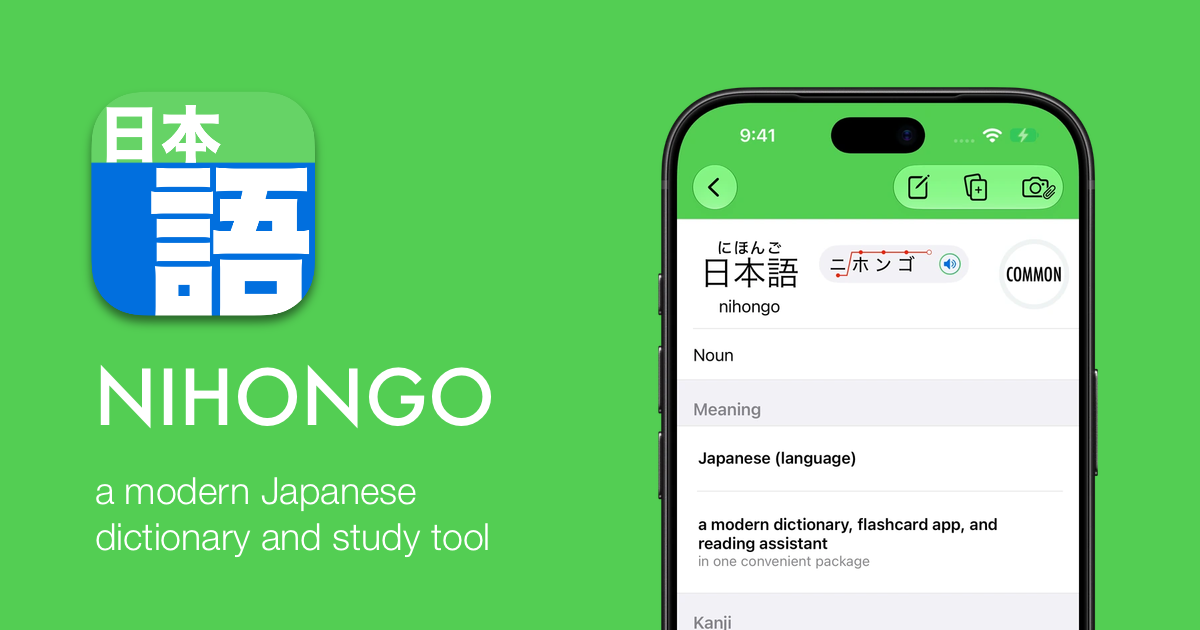 日本
語
NIHONGO
a modern Japanese
dictionary and study tool
9:41
にほんご
日本語
nihongo
ニホンゴ
COMMON
Noun
Meaning
Japanese (language)
a modern dictionary, flashcard app, and
reading assistant
in one convenient package
Kanji